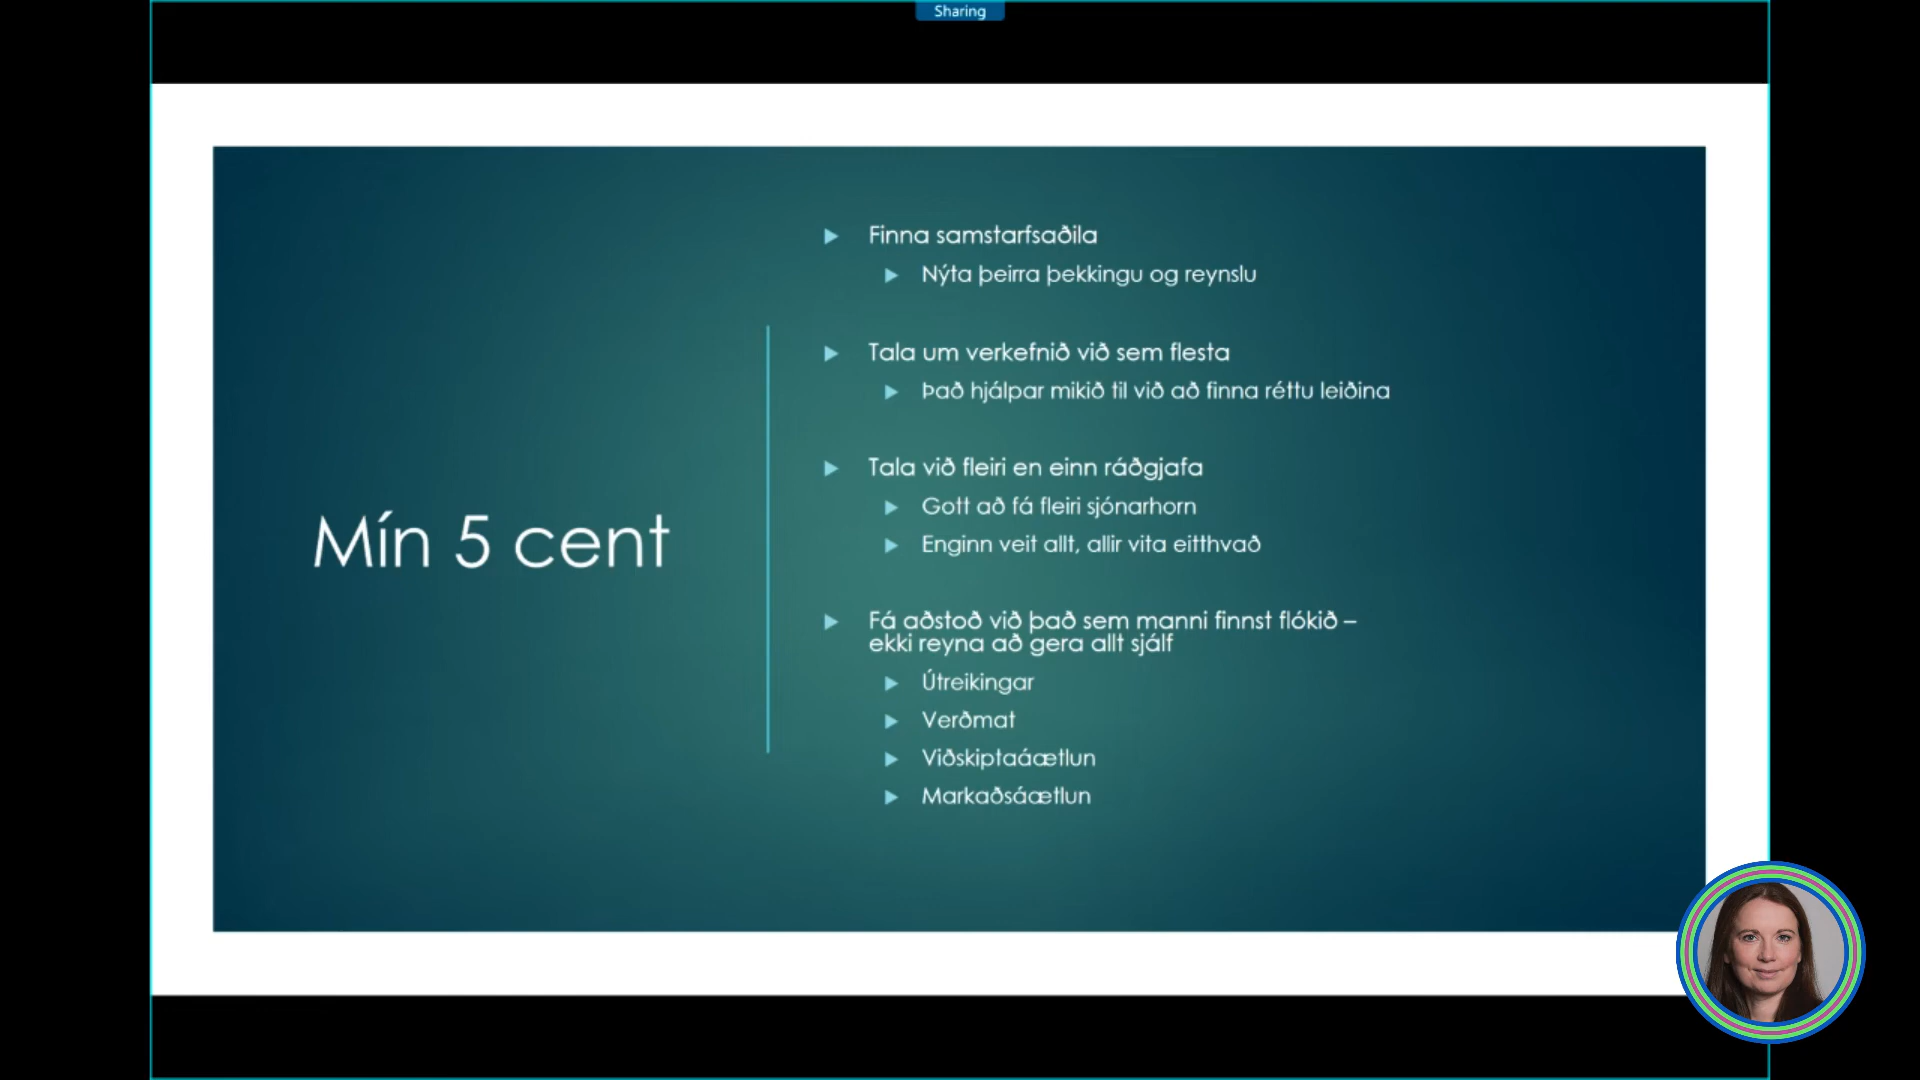 Sharing
Mín 5 cent
Finna samstarfsaðila
Nýta þeirra þekkingu og reynslu
Tala um verkefnið við sem flesta
Það hjálpar mikið til við að finna réttu leiðina
Tala við fleiri en einn ráðgjafa
Gott að fá fleiri sjónarhorn
Enginn veit allt, allir vita eitthvað
Fá aðstoð við það sem manni finnst flókið –
ekki reyna að gera allt sjálf
Útreikingar
Verðmat
Viðskiptaáætlun
Markaðsáætlun